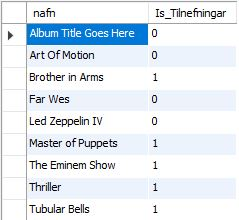 nafn Is_Tilnefningar
Album Title Goes Here 0
Art Of Motion 0
Brother in Arms 1
Far Wes 0
Led Zeppelin IV 0
Master of Puppets 1
The Eminem Show 1
Thriller 1
Tubular Bells 1